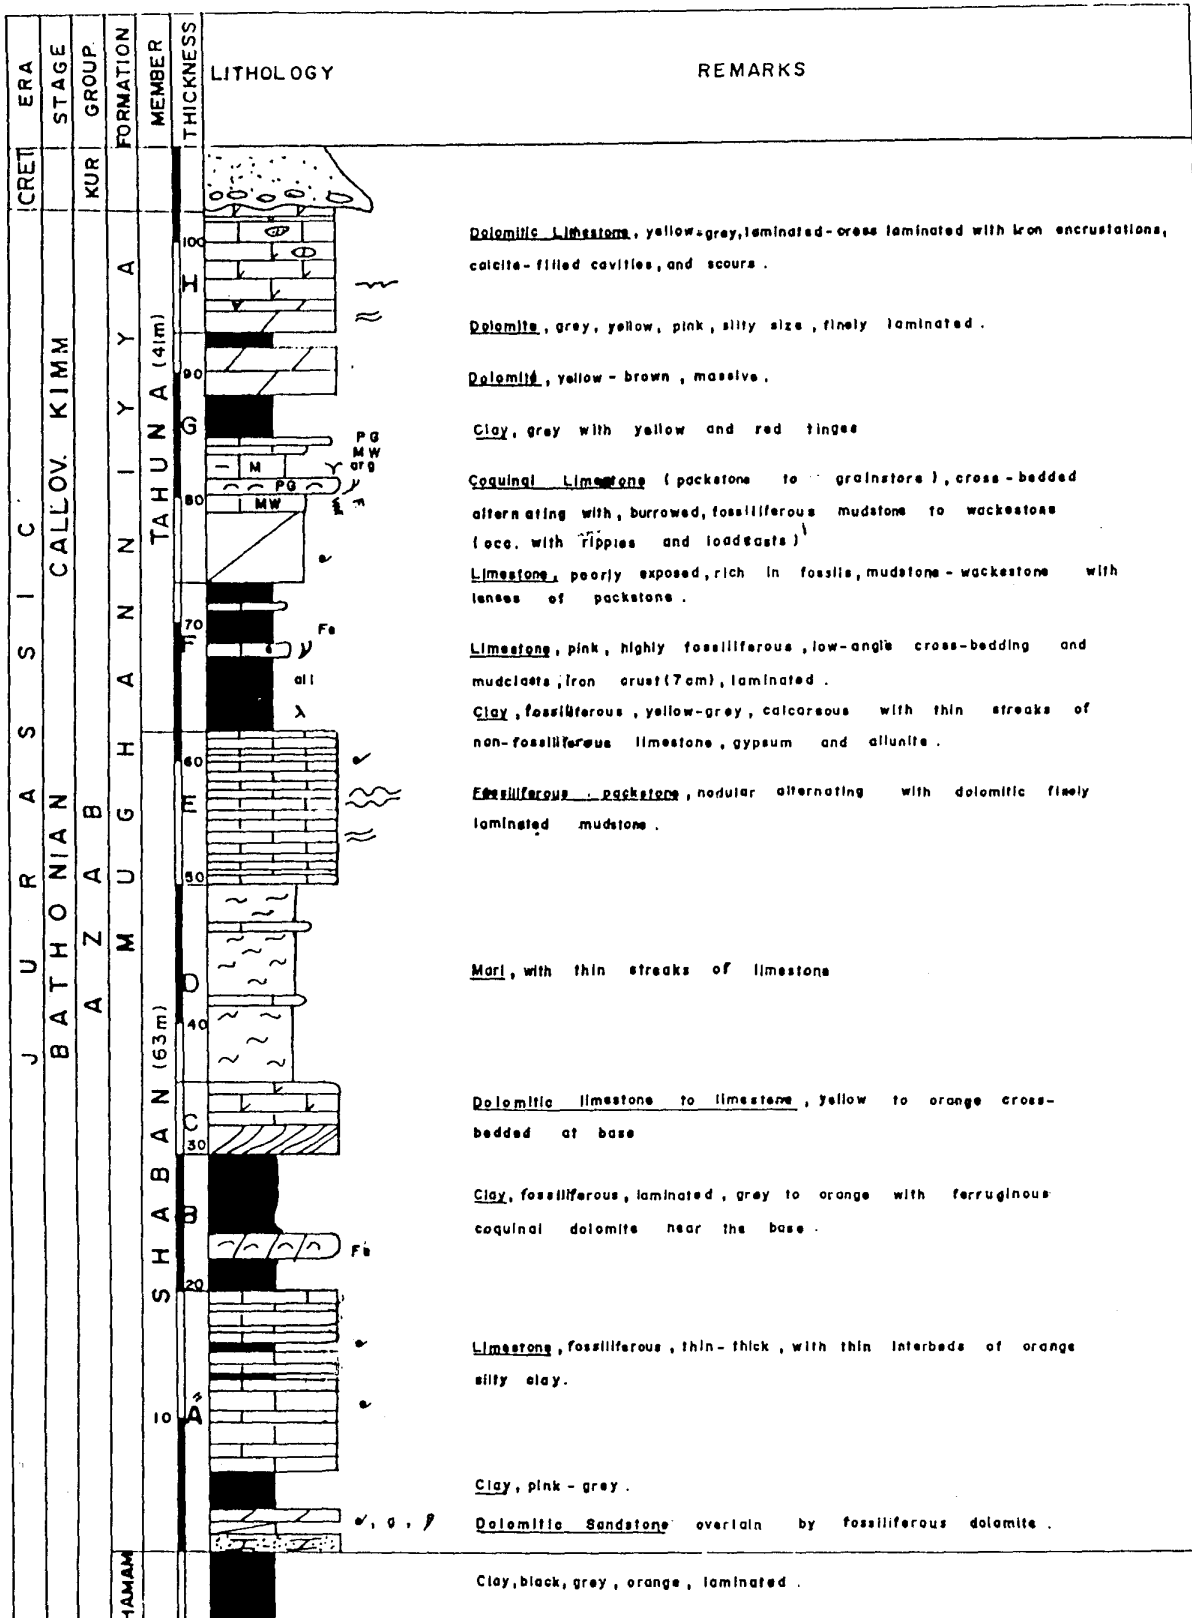 ERA
STAGE
GROUP.
FORMATION
MEMBER
THICKNESS
LITHOLOGY
REMARKS
CRET
KUR
JURASSIC
CALLOV. KIMM
BATHONIAN
AZAB
MUGHANNIYYA
HAMAM
TAHUNA (41m)
SHABAN (63m)
100
H
90
G
PG
MW
arg
M
PG
80
MW
70
F
Fe
all
60
E
50
D
40
C
30
B
Fe
20
10
A
Dolomitic Limestone, yellow-grey, laminated-cross laminated with iron encrustations,
calcite-filled cavities, and scours.
Dolomite, grey, yellow, pink, silty size, finely laminated.
Dolomite, yellow-brown, massive.
Clay, grey with yellow and red tinges
Coquinal Limestone (packstone to grainstore), cross-bedded
alternating with, burrowed, fossiliferous mudstone to wackestone
(occ. with ripples and loadcasts)
Limestone, poorly exposed, rich in fossils, mudstone-wackestone with
lenses of packstone.
Limestone, pink, highly fossiliferous, low-angle cross-bedding and
mudclasts, iron crust (7cm), laminated.
Clay, fossiliferous, yellow-grey, calcareous with thin streaks of
non-fossiliferous limestone, gypsum and allunite.
Fossiliferous packstone, nodular alternating with dolomitic finely
laminated mudstone.
Marl, with thin streaks of limestone
Dolomitic limestone to limestone, yellow to orange cross-
bedded at base
Clay, fossiliferous, laminated, grey to orange with ferruginous
coquinal dolomite near the base.
Limestone, fossiliferous, thin-thick, with thin interbeds of orange
silty clay.
Clay, pink-grey.
Dolomitic Sandstone overlain by fossiliferous dolomite.
Clay, black, grey, orange, laminated.